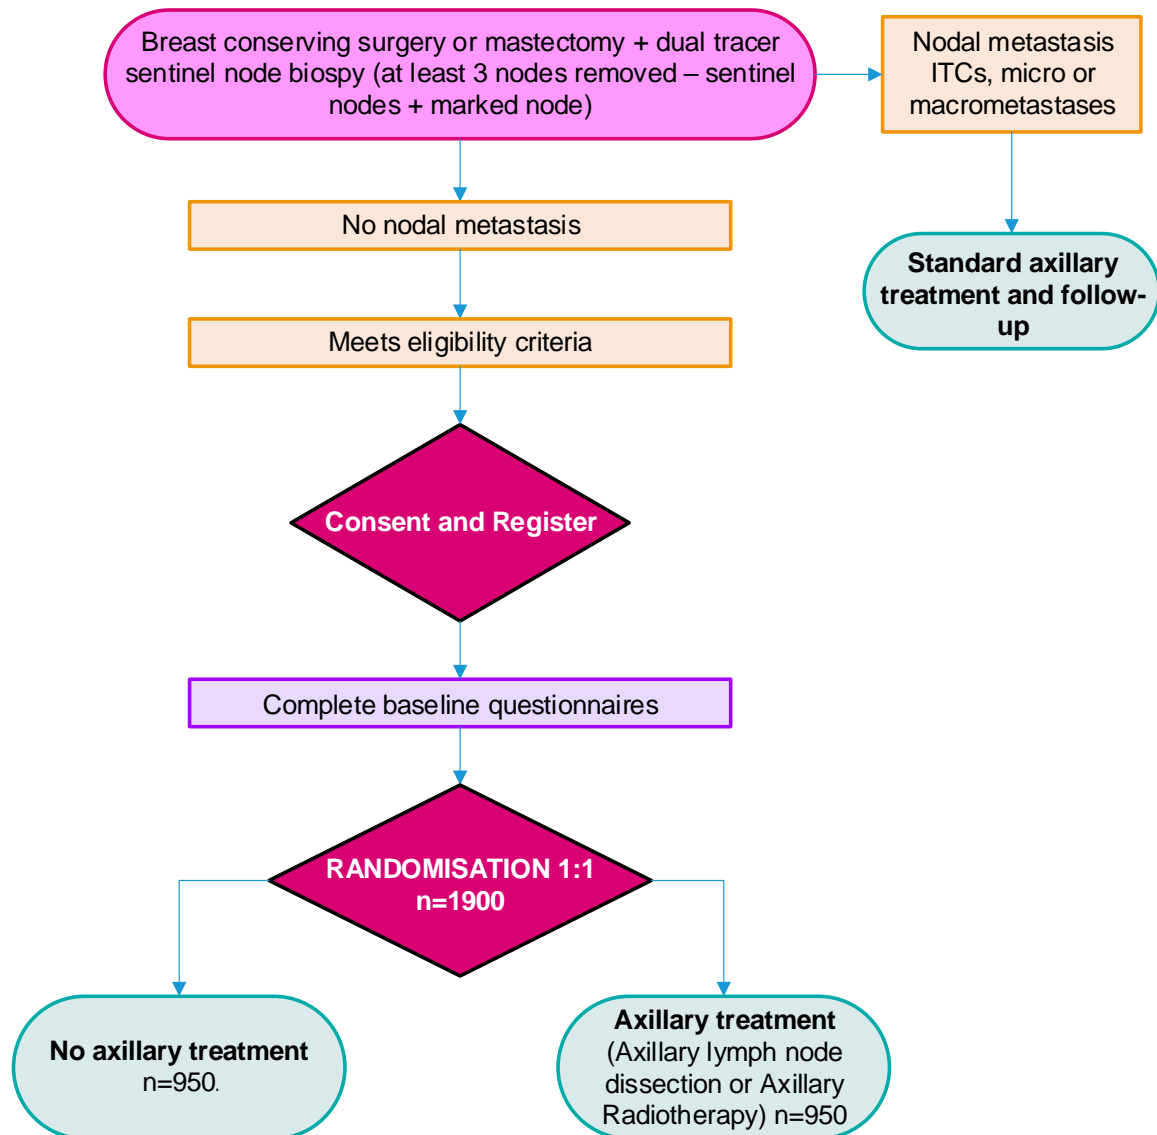 Breast conserving surgery or mastectomy + dual tracer
sentinel node biospy (at least 3 nodes removed – sentinel
nodes + marked node)
Nodal metastasis
ITCs, micro or
macrometastases
No nodal metastasis
Standard axillary
treatment and follow-
up
Meets eligibility criteria
Consent and Register
Complete baseline questionnaires
RANDOMISATION 1:1
n=1900
No axillary treatment
n=950.
Axillary treatment
(Axillary lymph node
dissection or Axillary
Radiotherapy) n=950